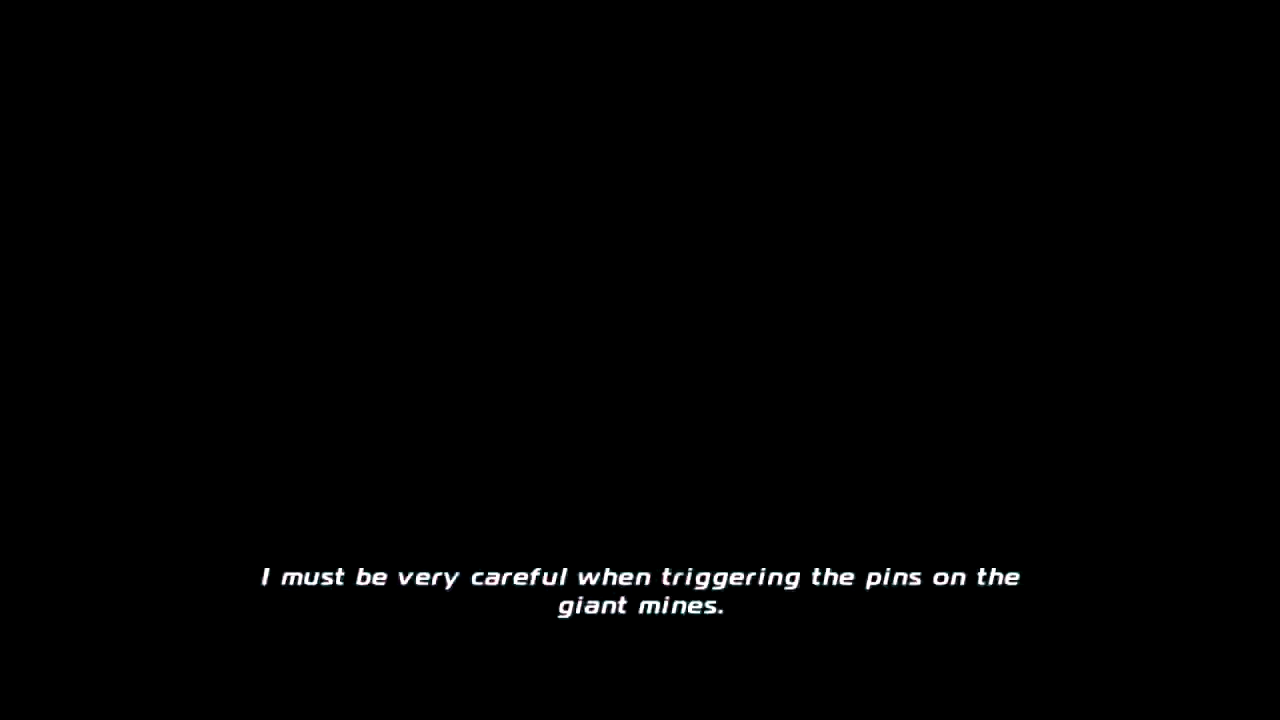 I must be very careful when triggering the pins on the
giant mines.